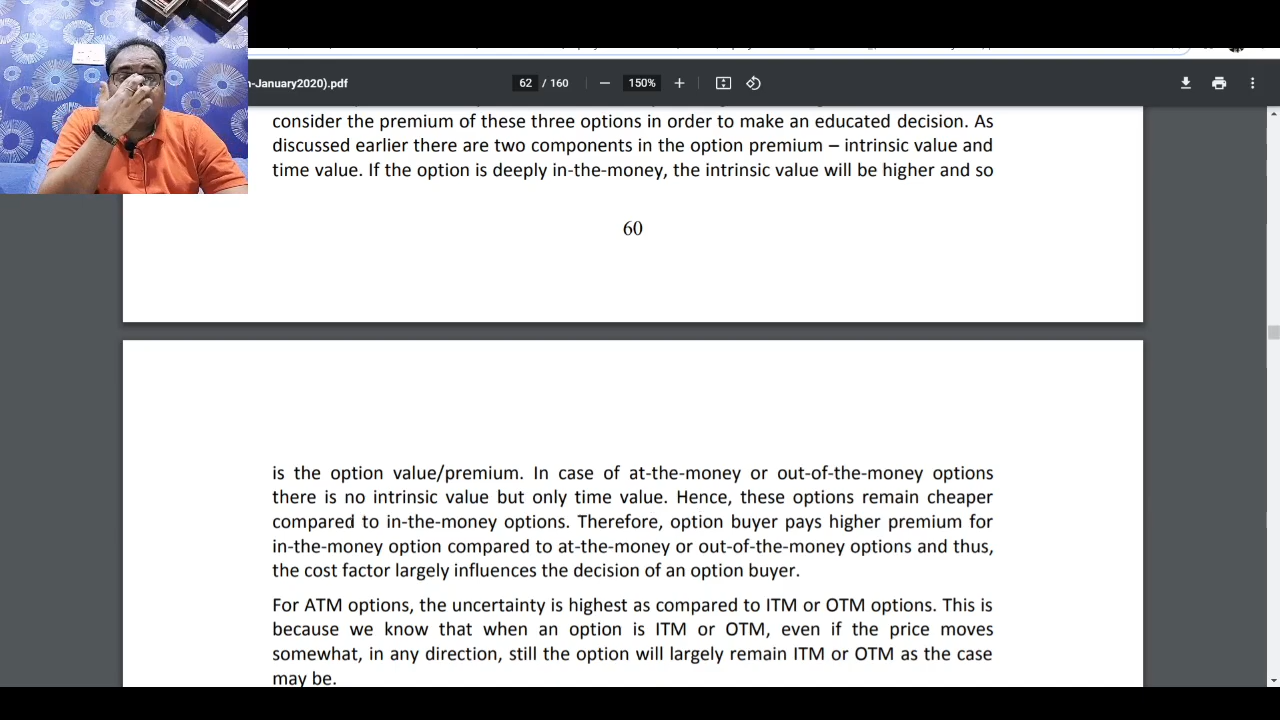 n-January2020).pdf
62 / 160
150%
consider the premium of these three options in order to make an educated decision. As
discussed earlier there are two components in the option premium – intrinsic value and
time value. If the option is deeply in-the-money, the intrinsic value will be higher and so
60
is the option value/premium. In case of at-the-money or out-of-the-money options
there is no intrinsic value but only time value. Hence, these options remain cheaper
compared to in-the-money options. Therefore, option buyer pays higher premium for
in-the-money option compared to at-the-money or out-of-the-money options and thus,
the cost factor largely influences the decision of an option buyer.
For ATM options, the uncertainty is highest as compared to ITM or OTM options. This is
because we know that when an option is ITM or OTM, even if the price moves
somewhat, in any direction, still the option will largely remain ITM or OTM as the case
may be.